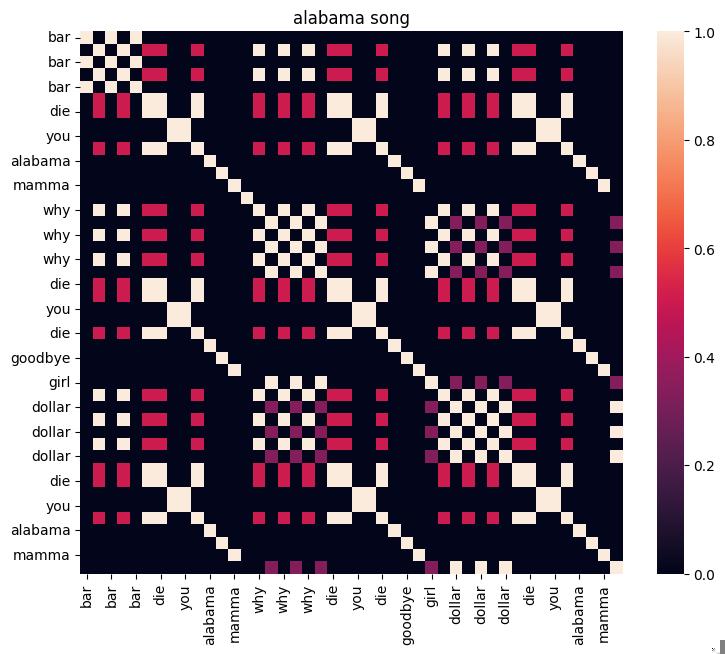 alabama song
bar
bar
bar
die
you
alabama
mamma
why
why
why
die
you
die
goodbye
girl
dollar
dollar
dollar
die
you
alabama
mamma
1.0
0.8
0.6
0.4
0.2
0.0
bar
bar
bar
die
you
alabama
mamma
why
why
why
die
you
die
goodbye
girl
dollar
dollar
dollar
die
you
alabama
mamma